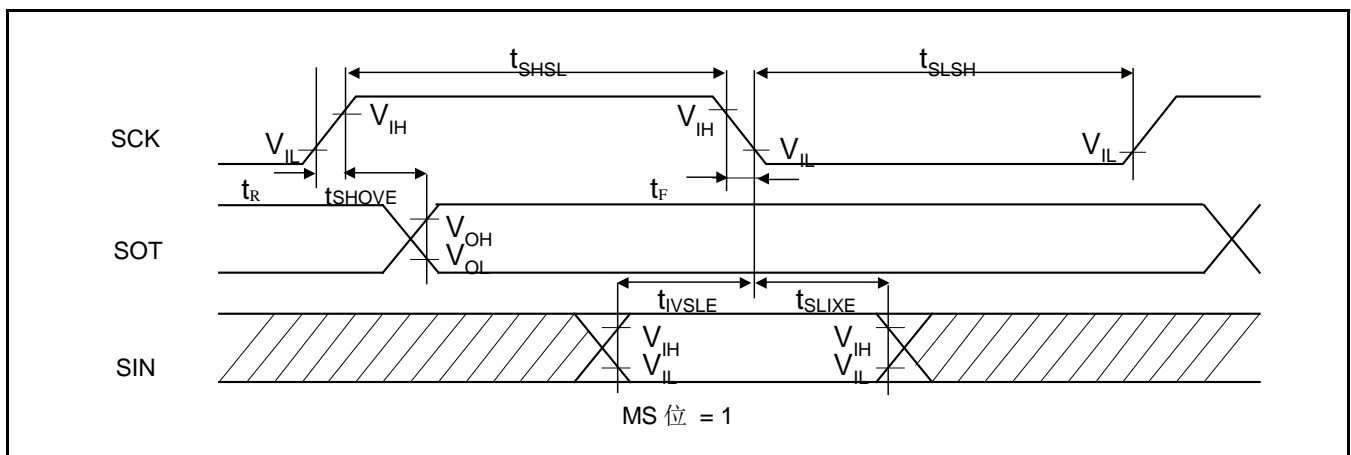 tSHSL
tSLSH
SCK
VIL
VIH
VIH
VIL
VIL
tR
tSHOVE
tF
SOT
VOH
VOL
tIVSLE
tSLIXE
SIN
VIH
VIL
VIH
VIL
MS 位 = 1